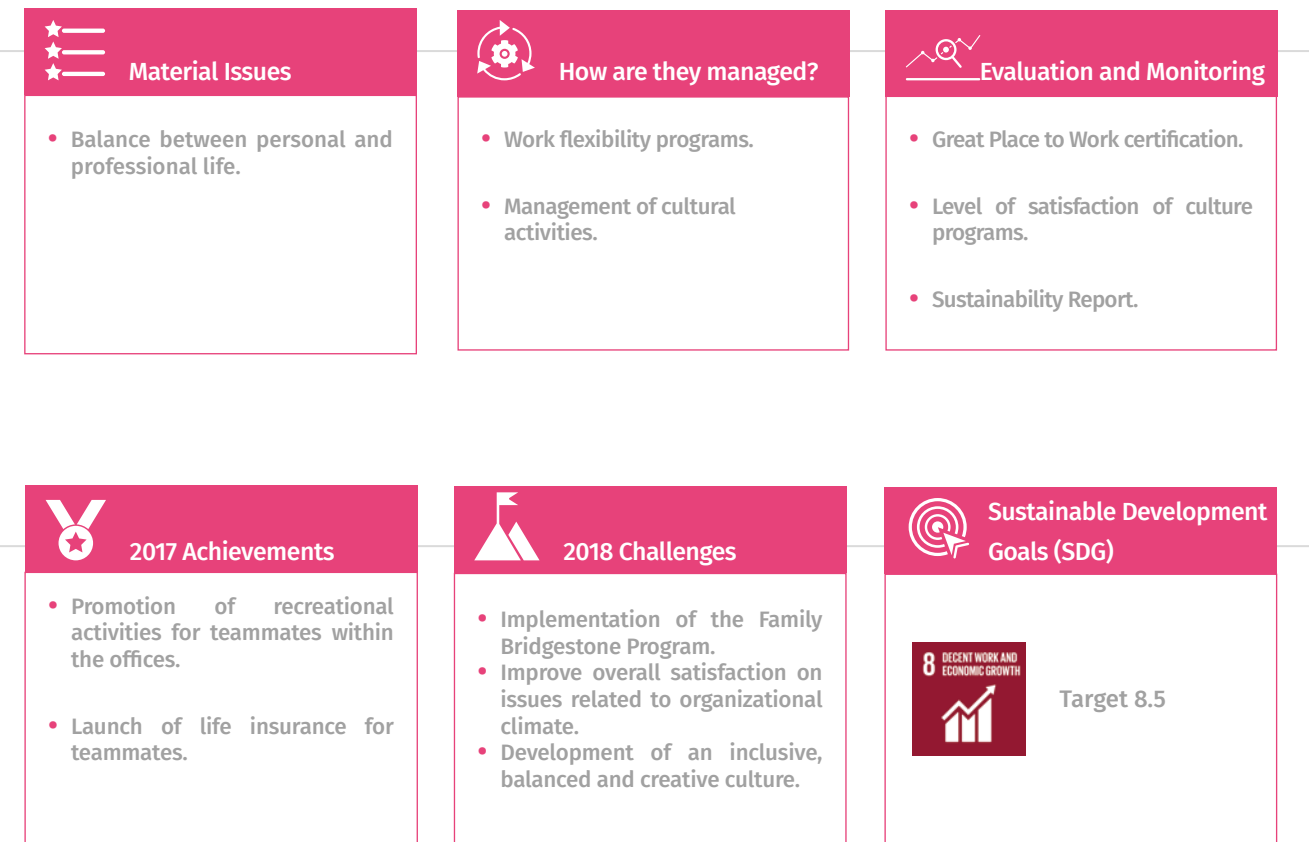 Material Issues
• Balance between personal and
professional life.
How are they managed?
• Work flexibility programs.
• Management of cultural
activities.
Evaluation and Monitoring
• Great Place to Work certification.
• Level of satisfaction of culture
programs.
• Sustainability Report.
2017 Achievements
• Promotion of recreational
activities for teammates within
the offices.
• Launch of life insurance for
teammates.
2018 Challenges
• Implementation of the Family
Bridgestone Program.
• Improve overall satisfaction on
issues related to organizational
climate.
• Development of an inclusive,
balanced and creative culture.
Sustainable Development
Goals (SDG)
8 DECENT WORK AND
ECONOMIC GROWTH
Target 8.5